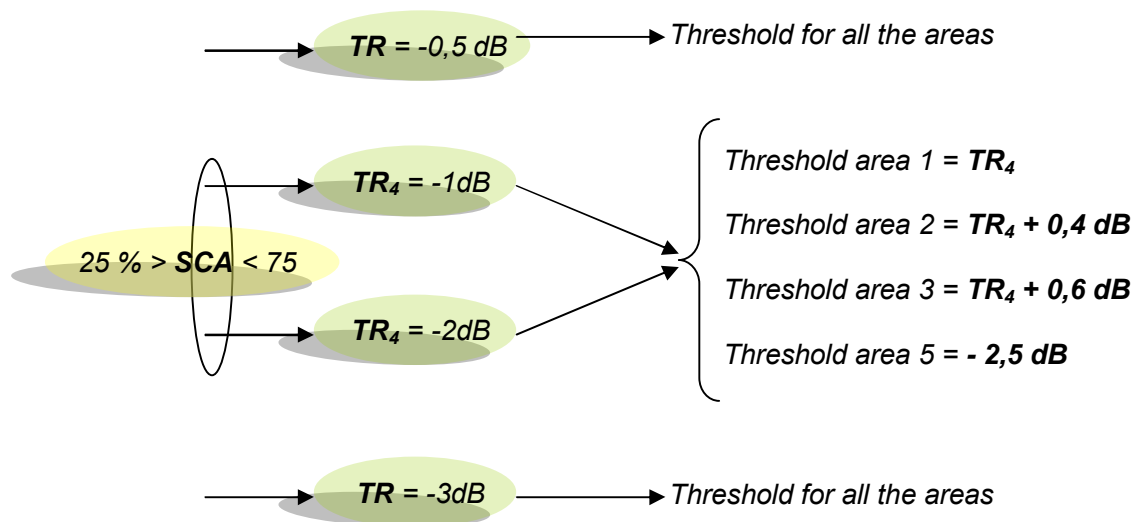 TR = -0,5 dB
Threshold for all the areas
TR₄ = -1dB
Threshold area 1 = TR₄
Threshold area 2 = TR₄ + 0,4 dB
25 % > SCA < 75
Threshold area 3 = TR₄ + 0,6 dB
TR₄ = -2dB
Threshold area 5 = - 2,5 dB
TR = -3dB
Threshold for all the areas